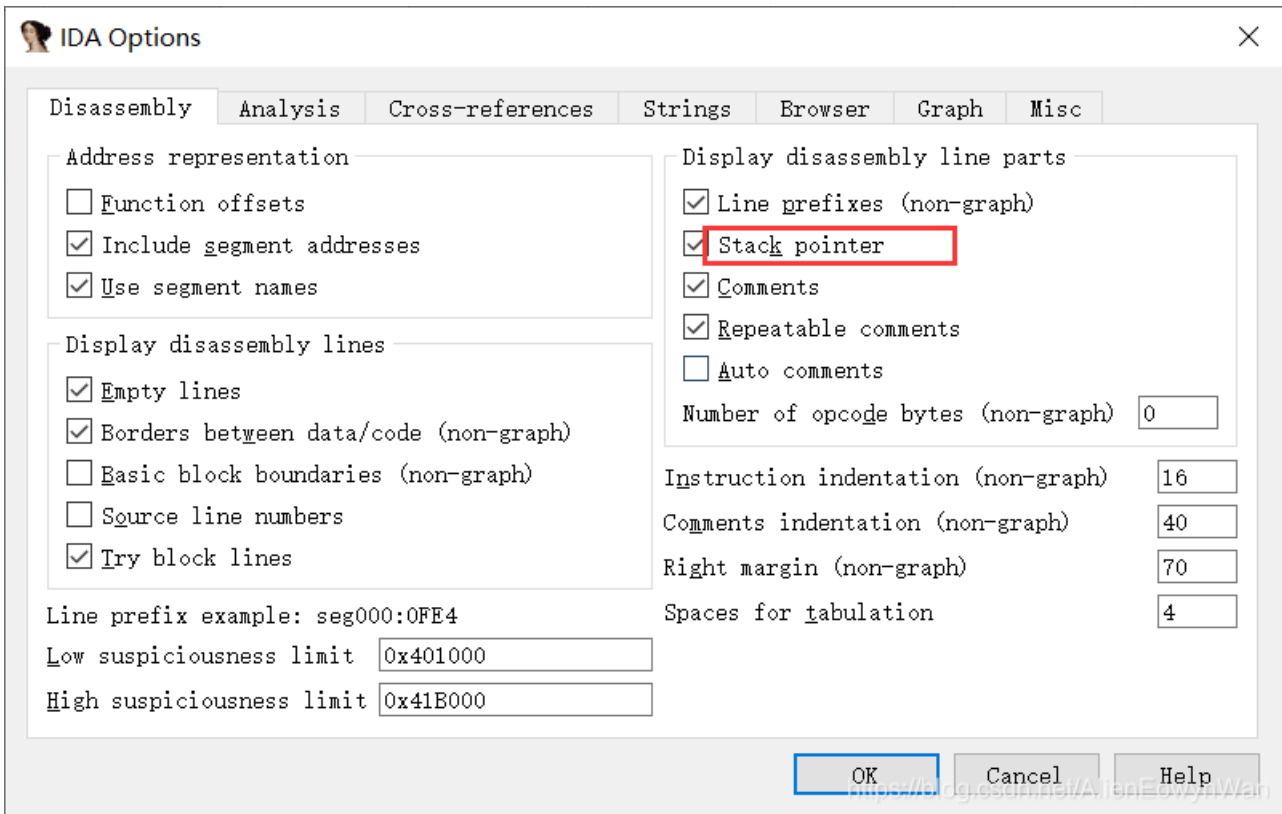 IDA Options
Disassembly Analysis Cross-references Strings Browser Graph Misc
Address representation
Function offsets
Include segment addresses
Use segment names
Display disassembly lines
Empty lines
Borders between data/code (non-graph)
Basic block boundaries (non-graph)
Source line numbers
Try block lines
Line prefix example: seg000:0FE4
Low suspiciousness limit 0x401000
High suspiciousness limit 0x41B000
Display disassembly line parts
Line prefixes (non-graph)
Stack pointer
Comments
Repeatable comments
Auto comments
Number of opcode bytes (non-graph) 0
Instruction indentation (non-graph) 16
Comments indentation (non-graph) 40
Right margin (non-graph) 70
Spaces for tabulation 4
OK Cancel Help
https://blog.csdn.net/AlienEowynWan